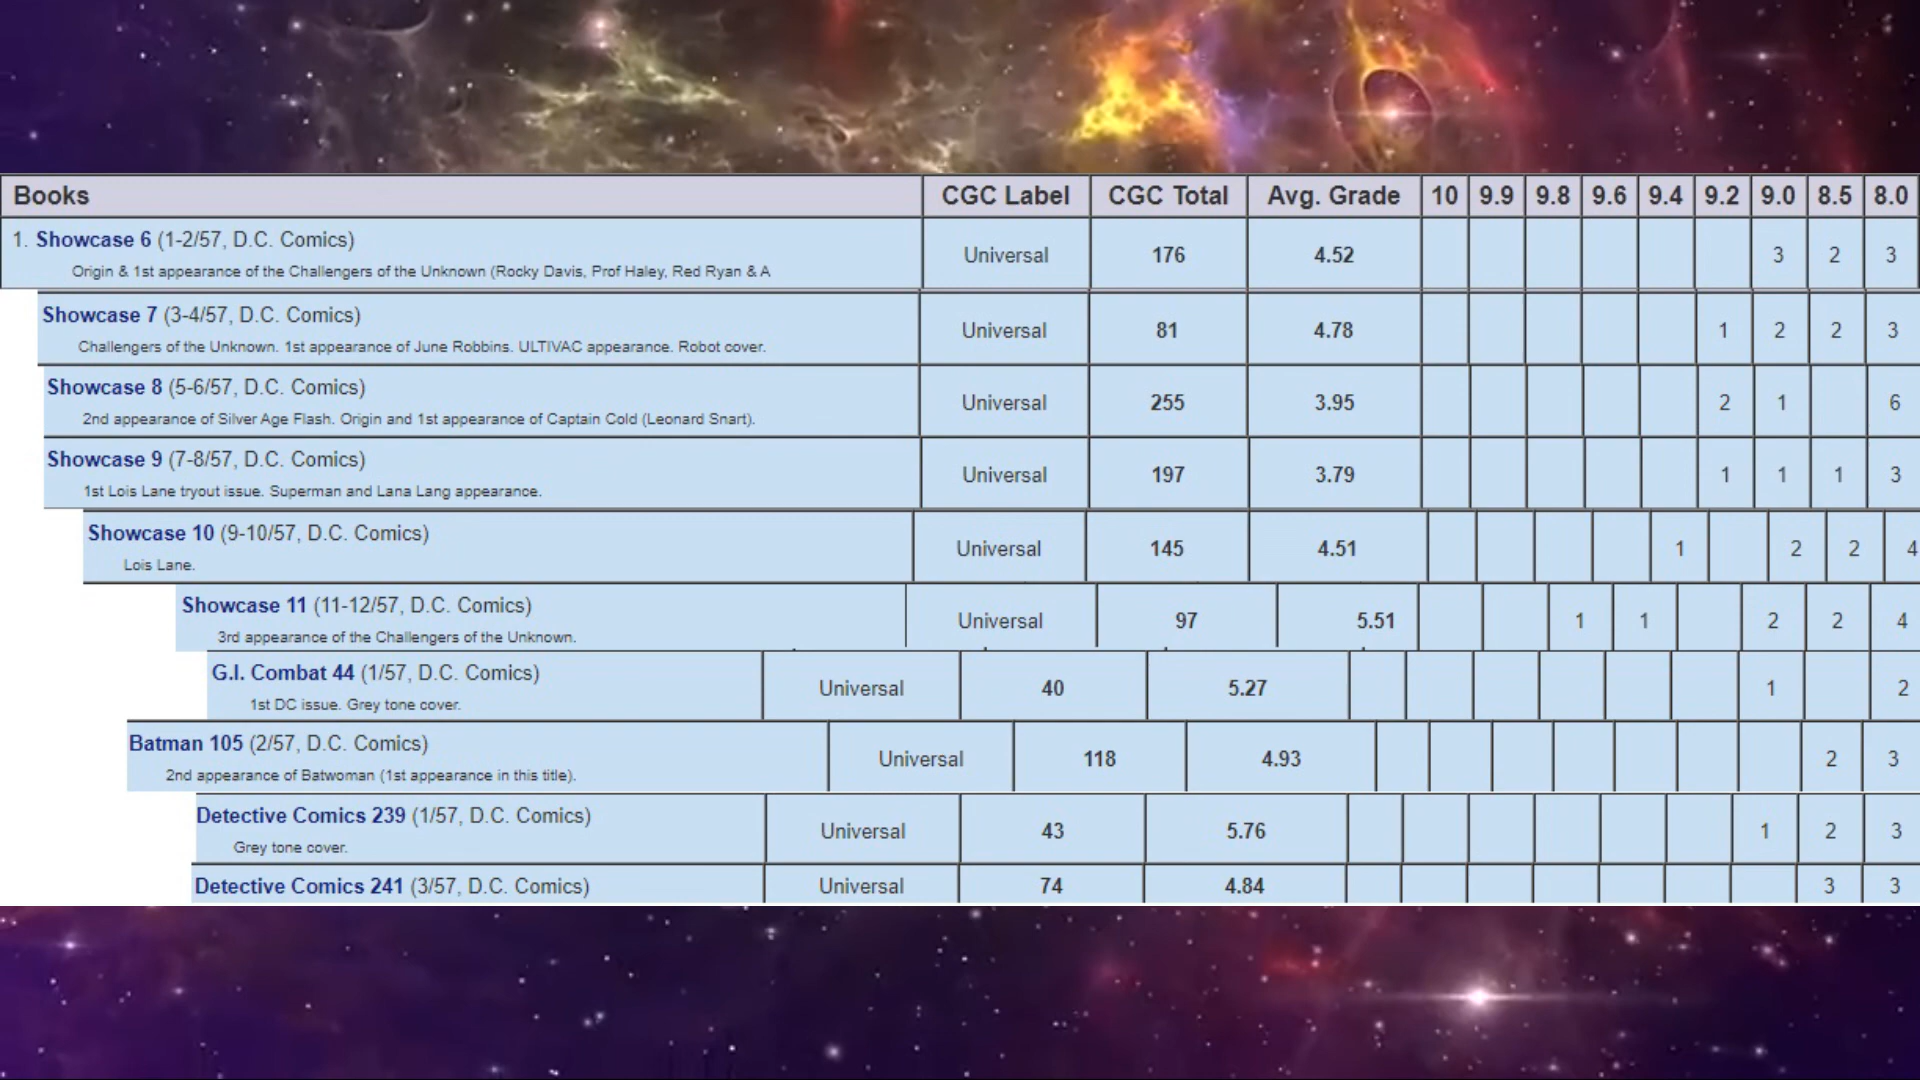 Books CGC Label CGC Total Avg. Grade 10 9.9 9.8 9.6 9.4 9.2 9.0 8.5 8.0
1. Showcase 6 (1-2/57, D.C. Comics) Universal 176 4.52 3 2 3
Origin & 1st appearance of the Challengers of the Unknown (Rocky Davis, Prof Haley, Red Ryan & A
Showcase 7 (3-4/57, D.C. Comics) Universal 81 4.78 1 2 2 3
Challengers of the Unknown. 1st appearance of June Robbins. ULTIVAC appearance. Robot cover.
Showcase 8 (5-6/57, D.C. Comics) Universal 255 3.95 2 1 6
2nd appearance of Silver Age Flash. Origin and 1st appearance of Captain Cold (Leonard Snart).
Showcase 9 (7-8/57, D.C. Comics) Universal 197 3.79 1 1 1 3
1st Lois Lane tryout issue. Superman and Lana Lang appearance.
Showcase 10 (9-10/57, D.C. Comics) Universal 145 4.51 1 2 2 4
Lois Lane.
Showcase 11 (11-12/57, D.C. Comics) Universal 97 5.51 1 1 2 2 4
3rd appearance of the Challengers of the Unknown.
G.I. Combat 44 (1/57, D.C. Comics) Universal 40 5.27 1 2
1st DC issue. Grey tone cover.
Batman 105 (2/57, D.C. Comics) Universal 118 4.93 2 3
2nd appearance of Batwoman (1st appearance in this title).
Detective Comics 239 (1/57, D.C. Comics) Universal 43 5.76 1 2 3
Grey tone cover.
Detective Comics 241 (3/57, D.C. Comics) Universal 74 4.84 3 3